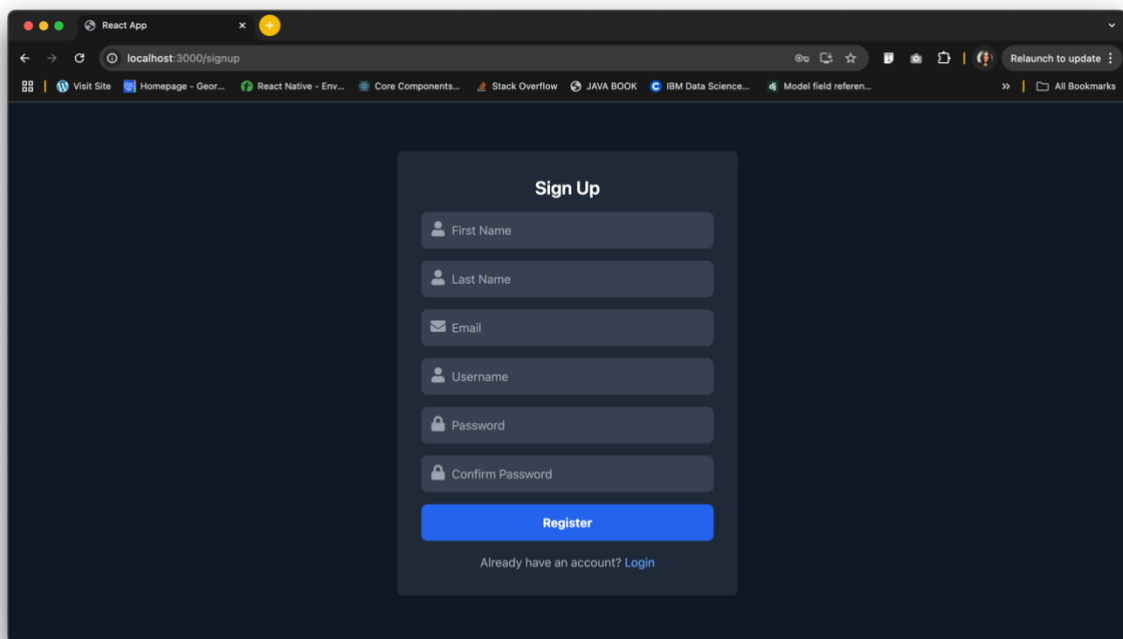 React App
localhost:3000/signup
Relaunch to update
Visit Site Homepage - Geor... React Native - Env... Core Components... Stack Overflow JAVA BOOK IBM Data Science... Model field referen... All Bookmarks
Sign Up
First Name
Last Name
Email
Username
Password
Confirm Password
Register
Already have an account? Login